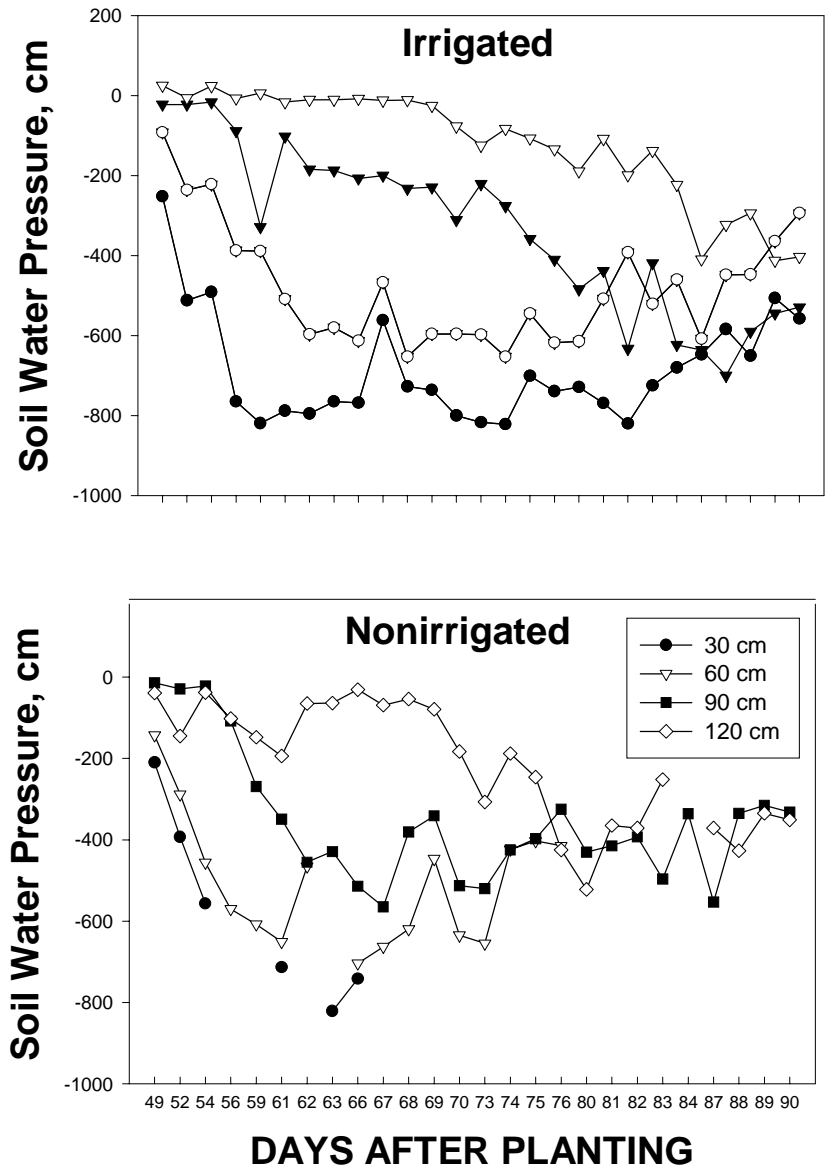 Irrigated
Soil Water Pressure, cm
200
0
-200
-400
-600
-800
-1000
Nonirrigated
Soil Water Pressure, cm
30 cm
60 cm
90 cm
120 cm
0
-200
-400
-600
-800
-1000
49 52 54 56 59 61 62 63 66 67 68 69 70 73 74 75 76 80 81 82 83 84 87 88 89 90
DAYS AFTER PLANTING